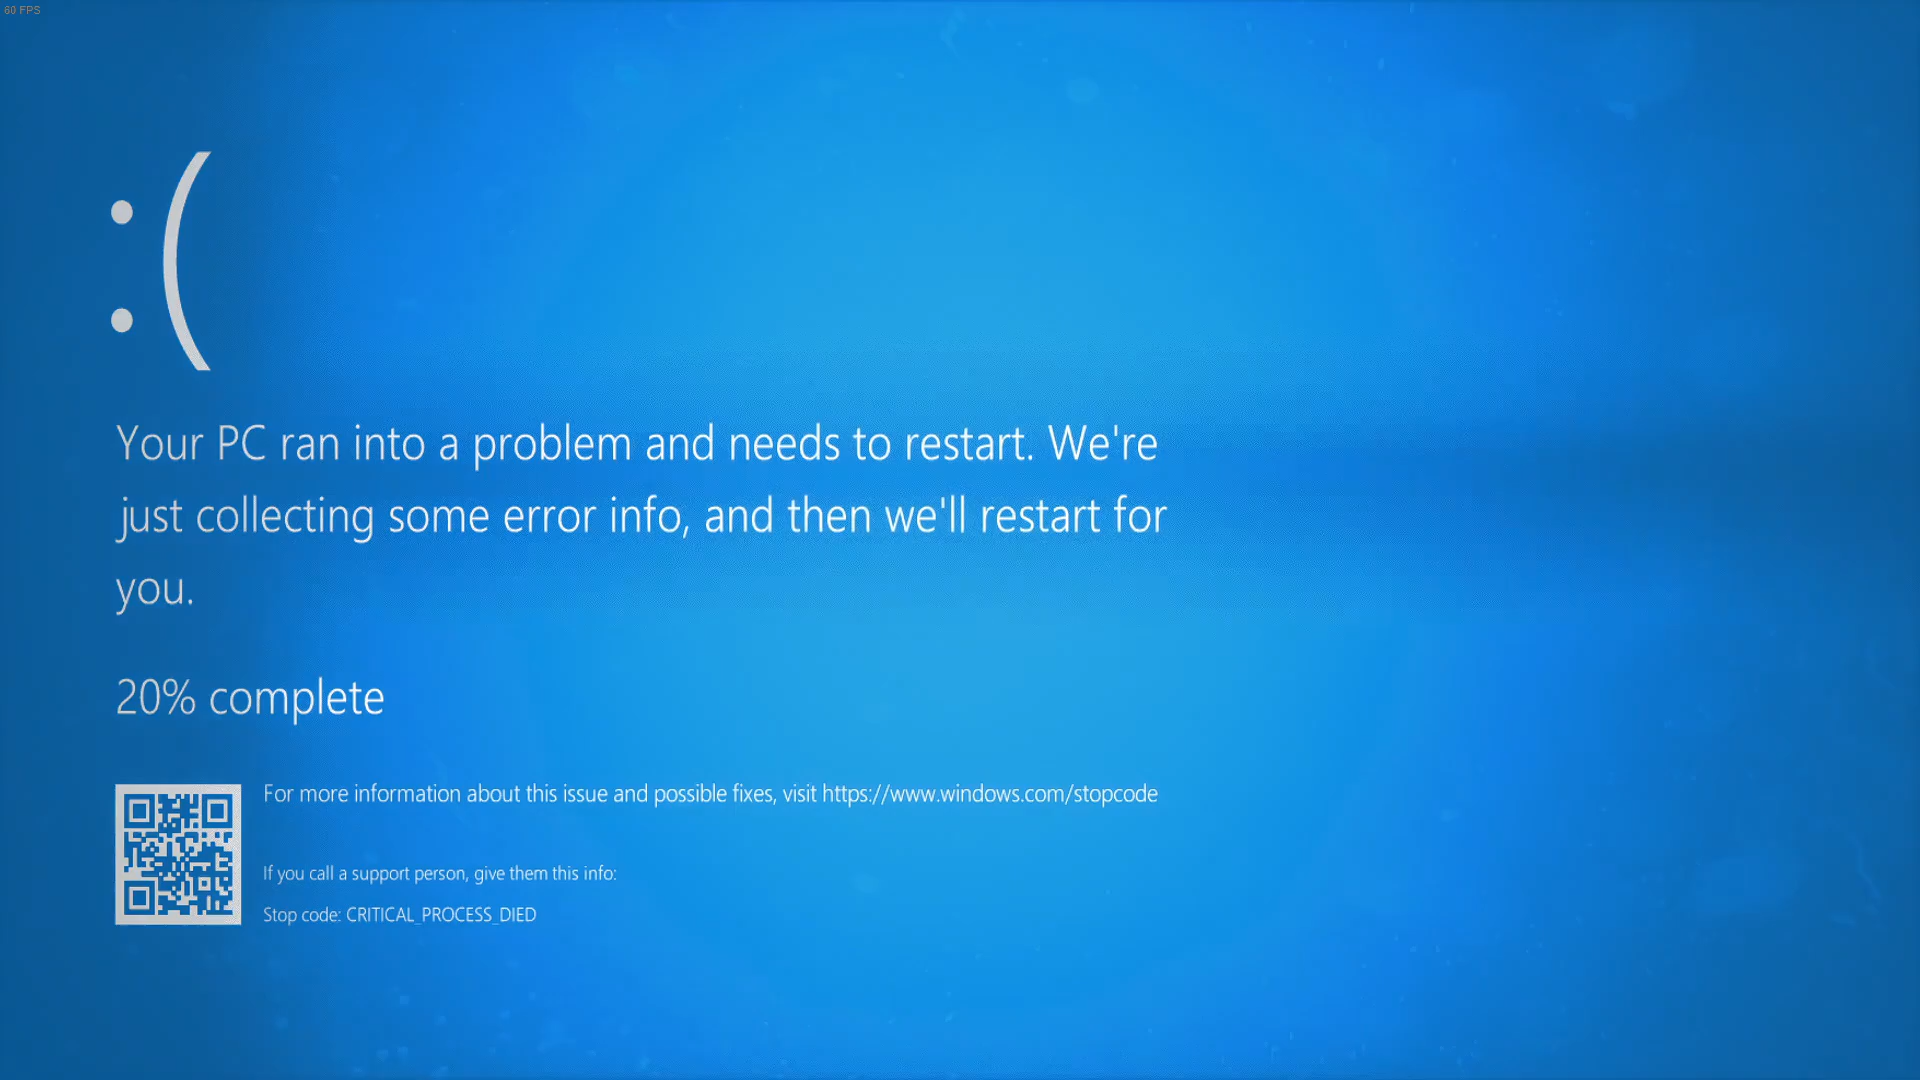 60 FPS
:(
Your PC ran into a problem and needs to restart. We're
just collecting some error info, and then we'll restart for
you.
20% complete
For more information about this issue and possible fixes, visit https://www.windows.com/stopcode
If you call a support person, give them this info:
Stop code: CRITICAL_PROCESS_DIED